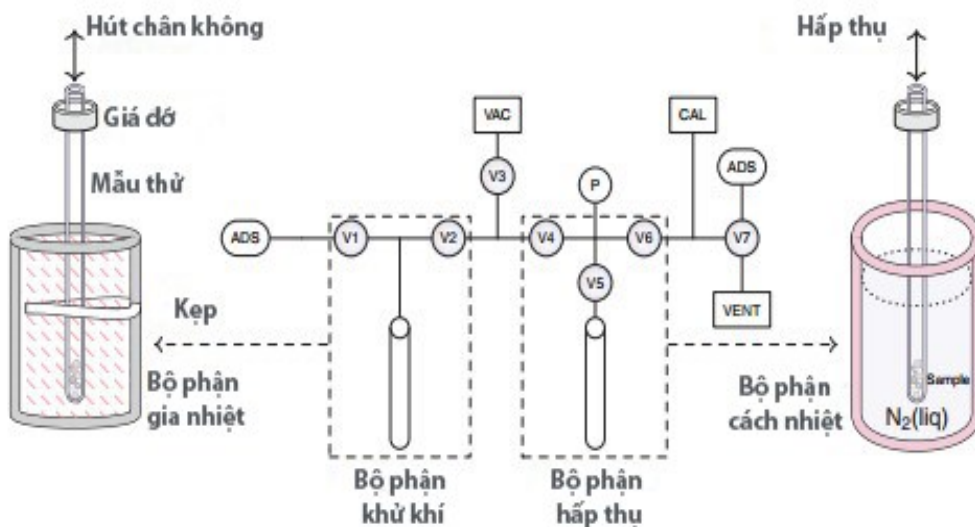 Hút chân không
Hấp thụ
Giá dở
VAC
CAL
Mẫu thử
V3
P
ADS
ADS
V1
V2
V4
V6
V7
V5
Kẹp
VENT
Sample
Bộ phận
gia nhiệt
Bộ phận
cách nhiệt
N₂(liq)
Bộ phận
khử khí
Bộ phận
hấp thụ